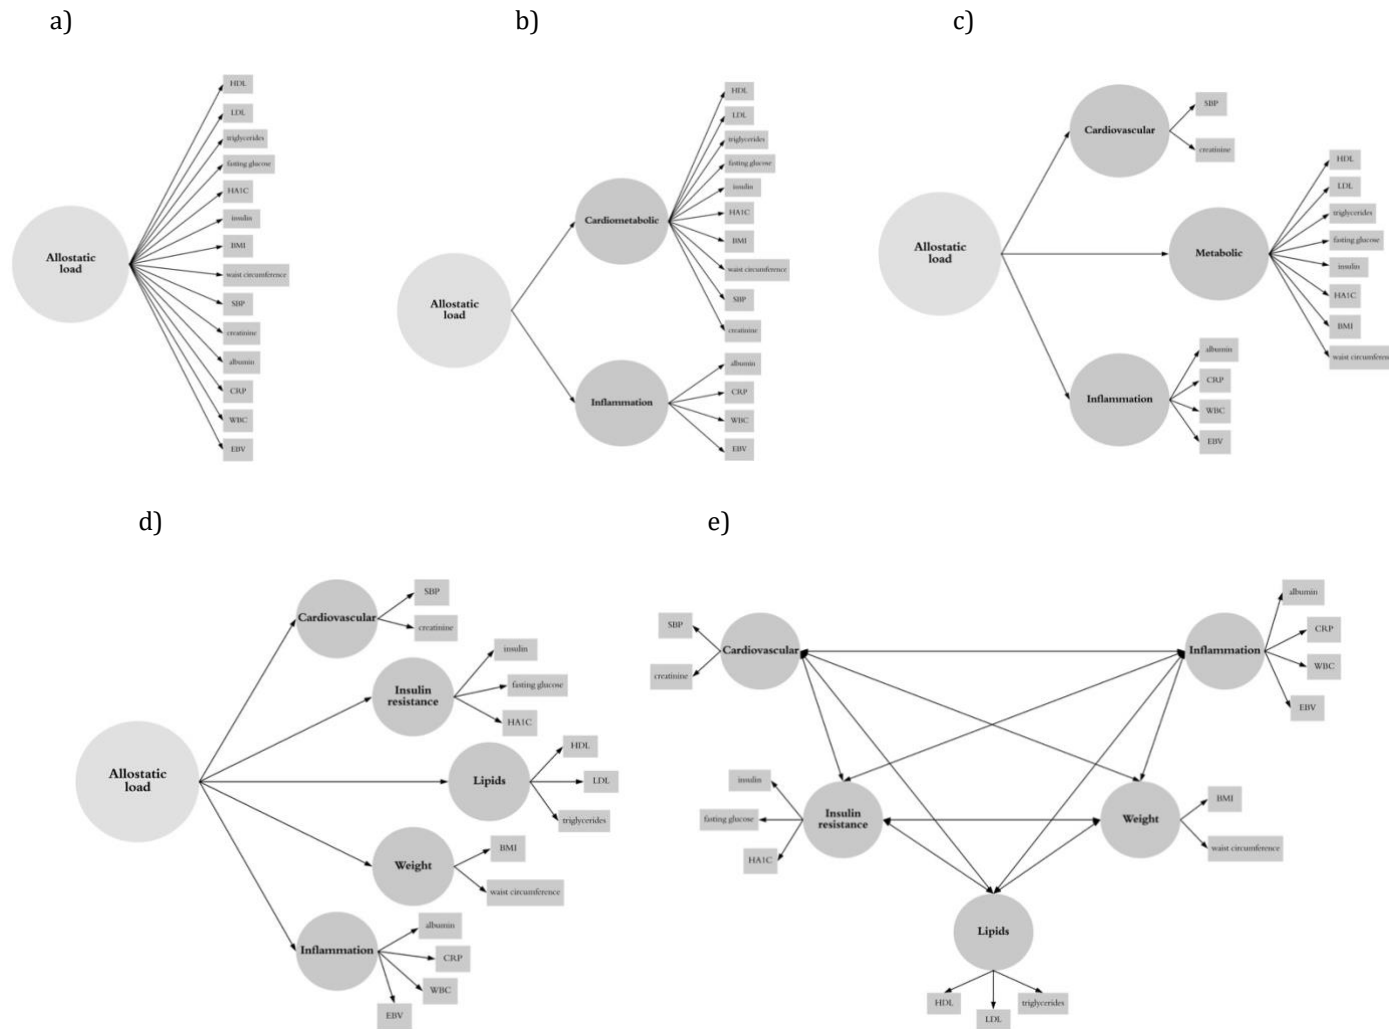 a)
HDL
LDL
triglycerides
fasting glucose
HA1C
insulin
BMI
waist circumference
SBP
creatinine
albumin
CRP
WBC
EBV
Allostatic
load
b)
Allostatic
load
Cardiometabolic
HDL
LDL
triglycerides
fasting glucose
insulin
HA1C
BMI
waist circumference
SBP
creatinine
Inflammation
albumin
CRP
WBC
EBV
c)
Allostatic
load
Cardiovascular
SBP
creatinine
Metabolic
HDL
LDL
triglycerides
fasting glucose
insulin
HA1C
BMI
waist circumference
Inflammation
albumin
CRP
WBC
EBV
d)
Allostatic
load
Cardiovascular
SBP
creatinine
Insulin
resistance
insulin
fasting glucose
HA1C
Lipids
HDL
LDL
triglycerides
Weight
BMI
waist circumference
Inflammation
albumin
CRP
WBC
EBV
e)
SBP
creatinine
Cardiovascular
Inflammation
albumin
CRP
WBC
EBV
insulin
fasting glucose
HA1C
Insulin
resistance
Weight
BMI
waist circumference
Lipids
HDL
LDL
triglycerides